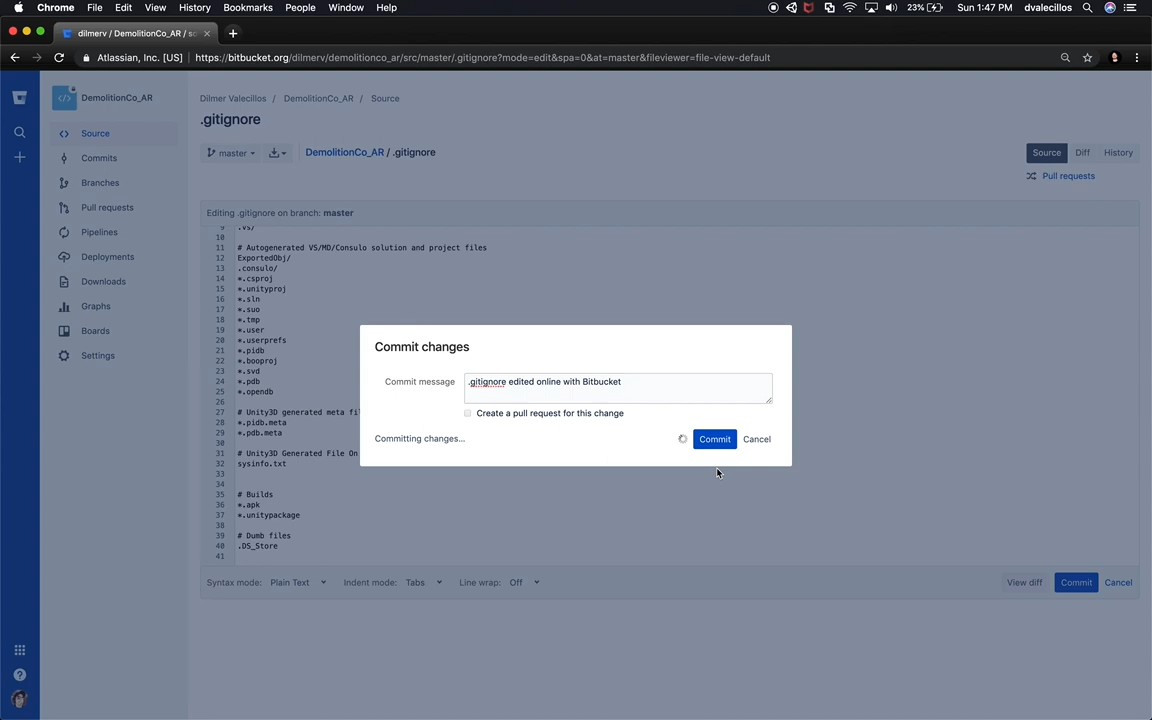 Chrome File Edit View History Bookmarks People Window Help 23% Sun 1:47 PM dvalecillos
dilmerv / DemolitionCo_AR / so
Atlassian, Inc. [US] https://bitbucket.org/dilmerv/demolitionco_ar/src/master/.gitignore?mode=edit&spa=0&at=master&fileviewer=file-view-default
DemolitionCo_AR
Source
Commits
Branches
Pull requests
Pipelines
Deployments
Downloads
Graphs
Boards
Settings
Dilmer Valecillos / DemolitionCo_AR / Source
.gitignore
master DemolitionCo_AR / .gitignore Source Diff History
Pull requests
Editing .gitignore on branch: master
9 .vs/
10
11 # Autogenerated VS/MD/Consulo solution and project files
12 ExportedObj/
13 .consulo/
14 *.csproj
15 *.unityproj
16 *.sln
17 *.suo
18 *.tmp
19 *.user
20 *.userprefs
21 *.pidb
22 *.booproj
23 *.svd
24 *.pdb
25 *.opendb
26
27 # Unity3D generated meta fil
28 *.pidb.meta
29 *.pdb.meta
30
31 # Unity3D Generated File On
32 sysinfo.txt
33
34
35 # Builds
36 *.apk
37 *.unitypackage
38
39 # Dumb files
40 .DS_Store
41
Commit changes
Commit message .gitignore edited online with Bitbucket
Create a pull request for this change
Committing changes... Commit Cancel
Syntax mode: Plain Text Indent mode: Tabs Line wrap: Off View diff Commit Cancel